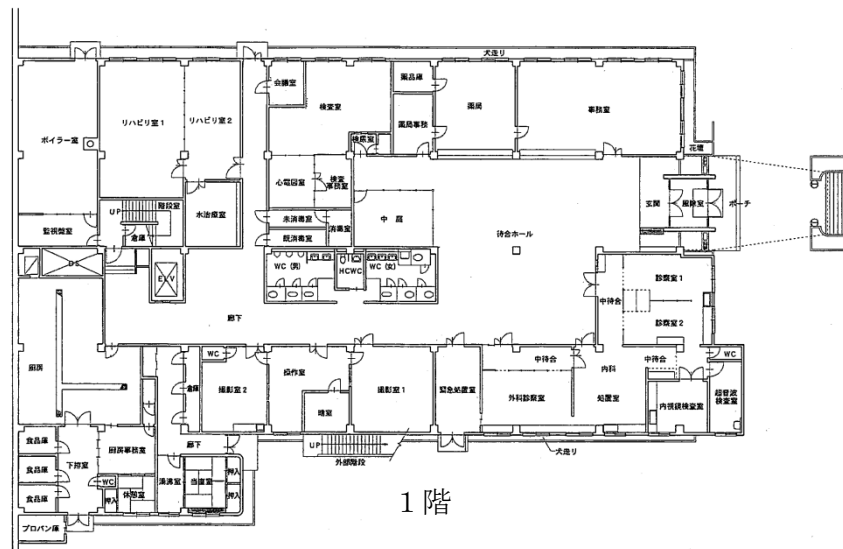 犬走り
会議室
検査室
薬品庫
薬局事務
薬局
事務室
リハビリ室1
リハビリ室2
ボイラー室
検尿室
花壇
心電図室
検査
事務室
UP
階段室
水治療室
未消毒室
既消毒室
消毒室
中庭
玄関
風除室
ポーチ
監視盤室
倉庫
待合ホール
DS
ELV
WC(男)
HCWC
WC(女)
中待合
診察室1
診察室2
廊下
厨房
WC
倉庫
撮影室2
操作室
暗室
撮影室1
緊急処置室
中待合
外科診察室
内科
処置室
中待合
WC
内視鏡検査室
超音波
検査室
食品庫
食品庫
食品庫
下拵室
厨房事務室
廊下
UP
外部階段
犬走り
WC
押入
休憩室
湯沸室
当直室
押入
押入
プロパン庫
1階